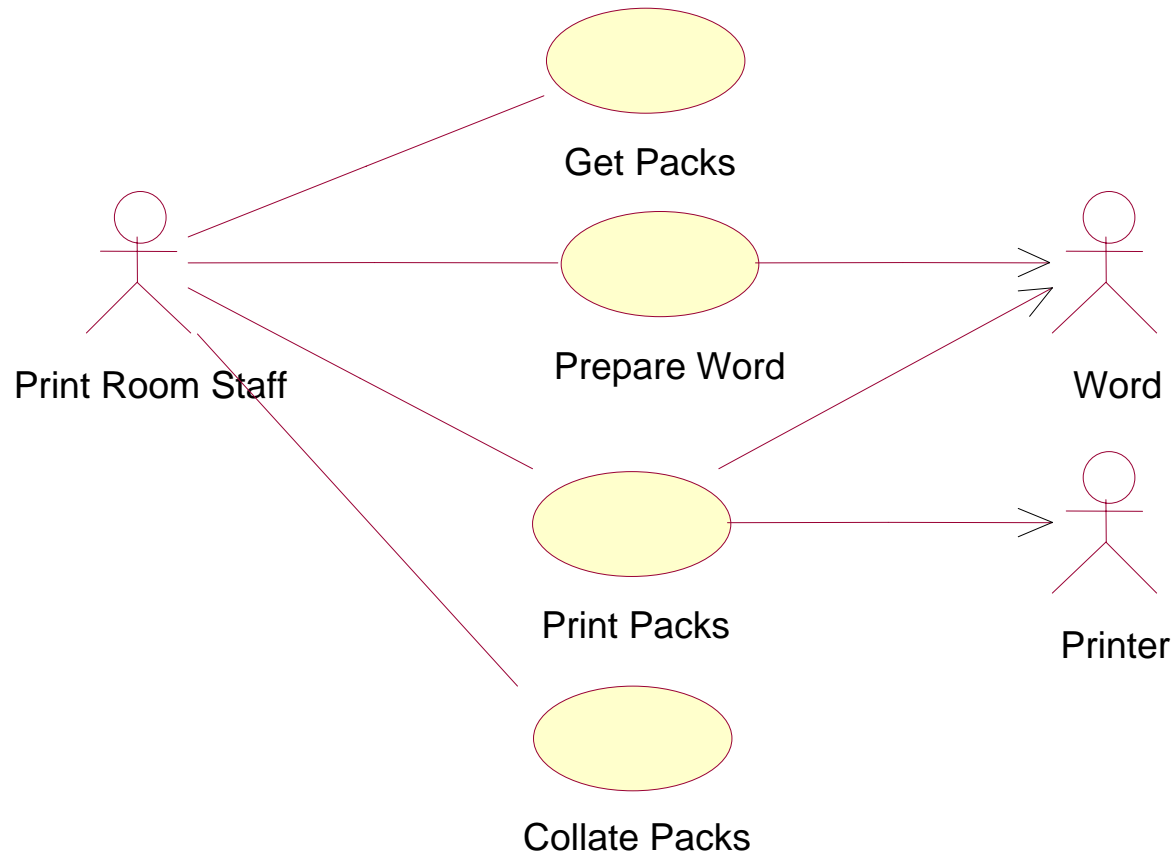 Get Packs
Print Room Staff
Prepare Word
Word
Print Packs
Printer
Collate Packs